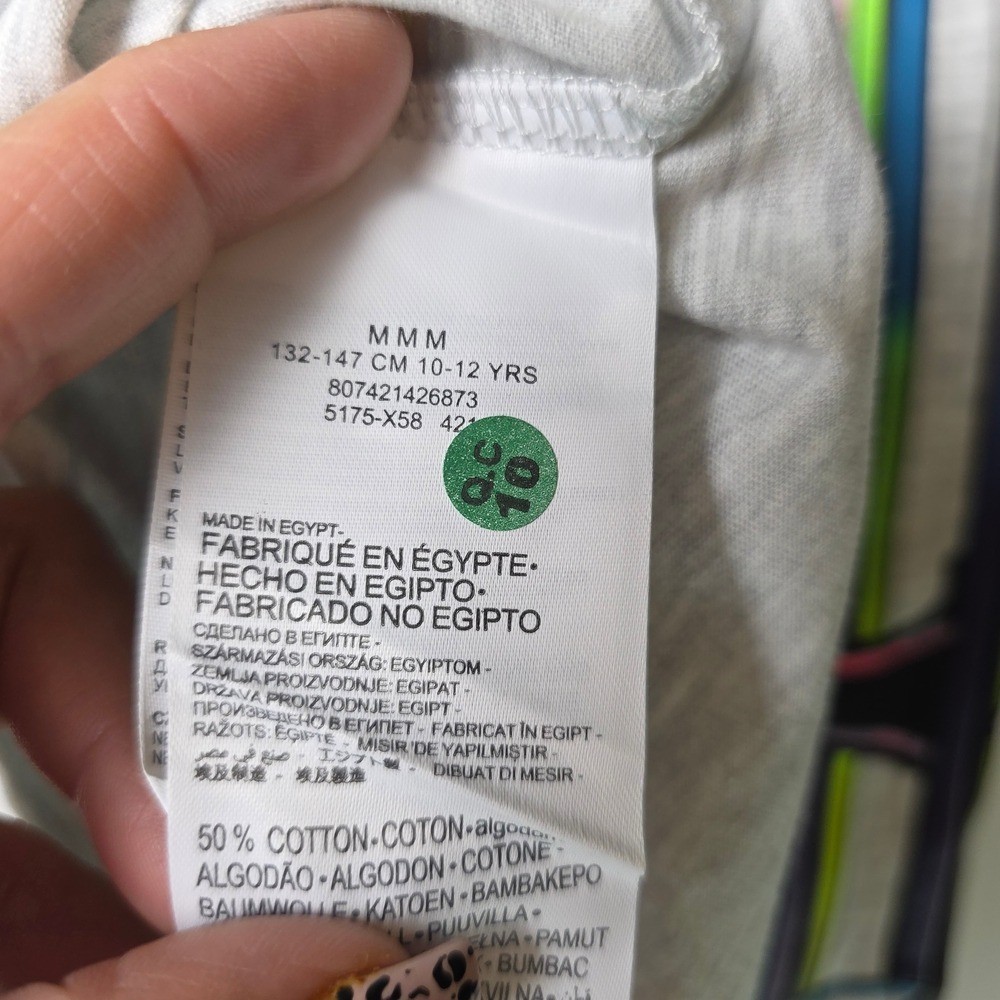 MMM
132-147 CM 10-12 YRS
807421426873
5175-X58 421
Q.C
10
MADE IN EGYPT-
FABRIQUÉ EN ÉGYPTE•
HECHO EN EGIPTO•
FABRICADO NO EGIPTO
СДЕЛАНО В ЕГИПТЕ -
SZÁRMAZÁSI ORSZÁG: EGYIPTOM -
ZEMLJA PROIZVODNJE: EGIPAT -
DRŽAVA PROIZVODNJE: EGIPT -
ПРОИЗВЕДЕНО В ЕГИПЕТ - FABRICAT ÎN EGIPT -
RAŽOTS: ĒĢIPTE - MISIR'DE YAPILMIŞTIR -
صنع في مصر - エジプト製 -
埃及制造 - 埃及製造 - DIBUAT DI MESIR -
50 % COTTON•COTON•
ALGODÃO•ALGODON•COTONE-
BAUMWOLLE•KATOEN•BAMBAKEPO
PUUVILLA•
PAMUT
BUMBAC